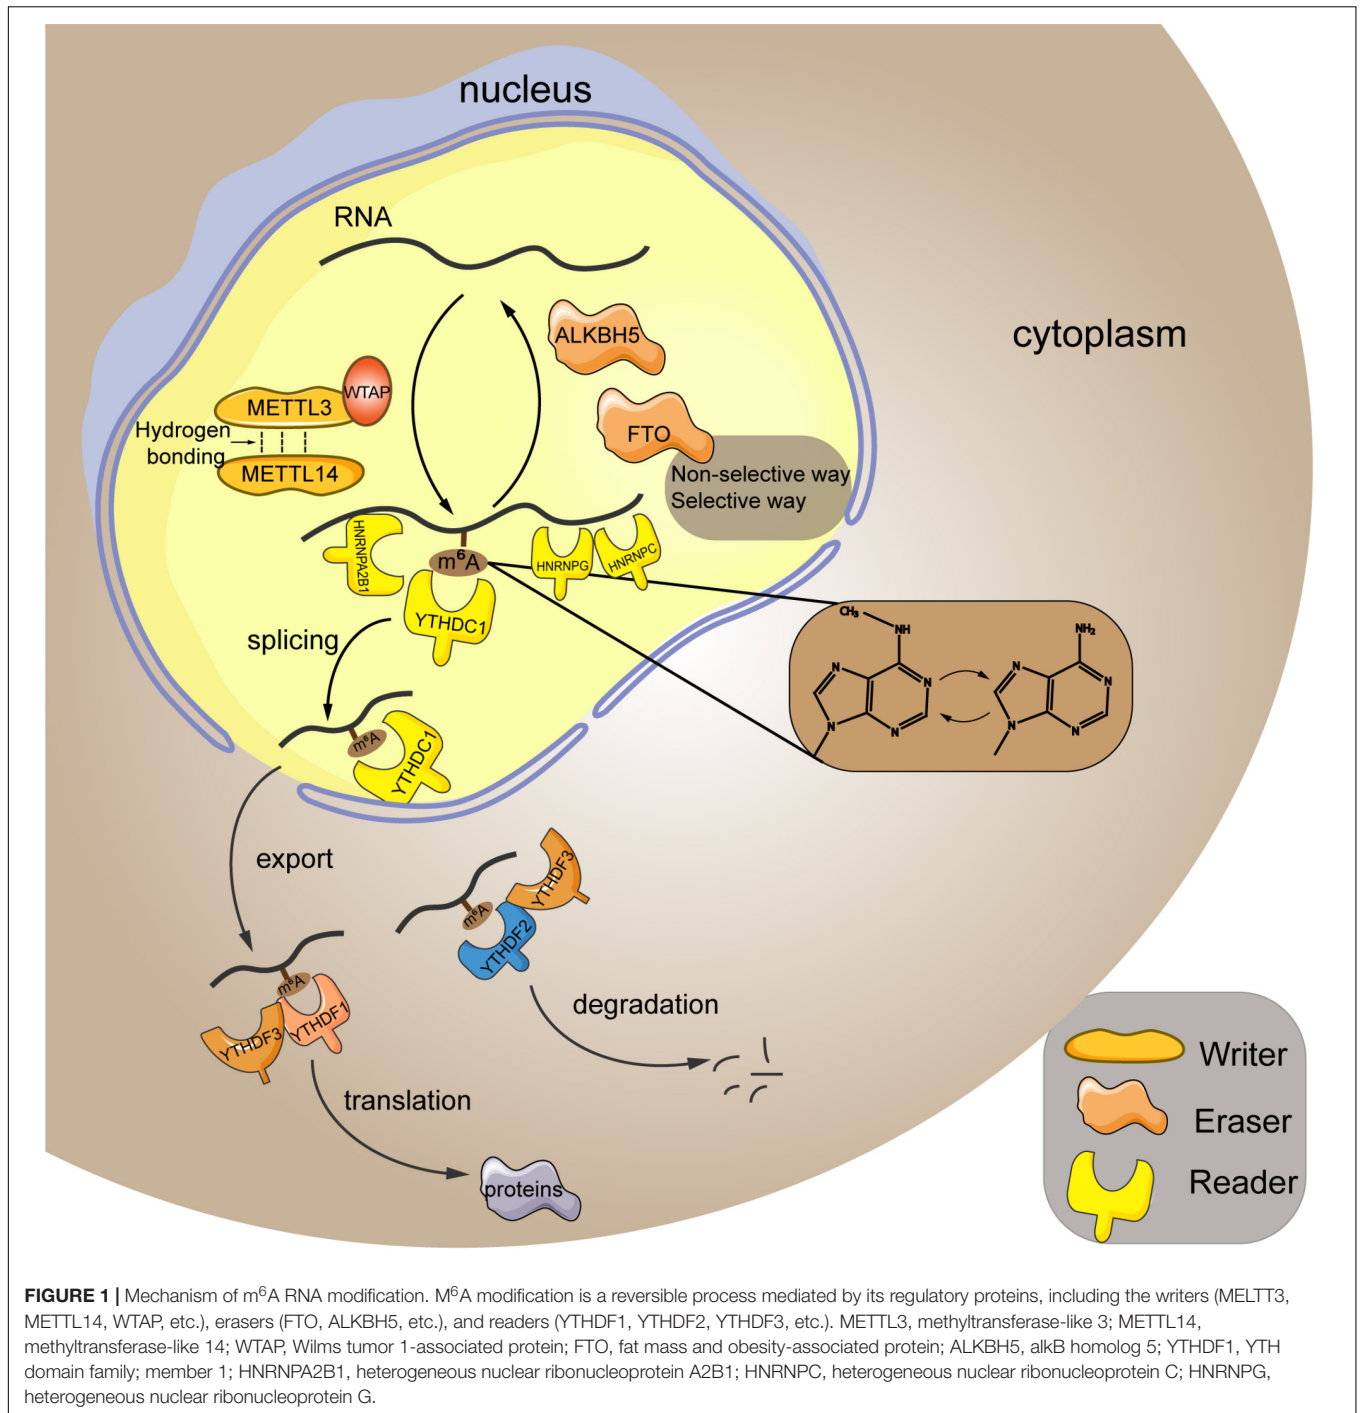 nucleus
RNA
cytoplasm
ALKBH5
WTAP
METTL3
Hydrogen
bonding
METTL14
FTO
Non-selective way
Selective way
HNRNPA2B1
m⁶A
HNRNPG
HNRNPC
YTHDC1
splicing
CH₃
NH
NH₂
N
N
N
N
N
N
N
N
m⁶A
YTHDC1
export
m⁶A
YTHDF3
YTHDF2
m⁶A
YTHDF3
YTHDF1
degradation
translation
proteins
Writer
Eraser
Reader
FIGURE 1 | Mechanism of m⁶A RNA modification. M⁶A modification is a reversible process mediated by its regulatory proteins, including the writers (MELTT3,
METTL14, WTAP, etc.), erasers (FTO, ALKBH5, etc.), and readers (YTHDF1, YTHDF2, YTHDF3, etc.). METTL3, methyltransferase-like 3; METTL14,
methyltransferase-like 14; WTAP, Wilms tumor 1-associated protein; FTO, fat mass and obesity-associated protein; ALKBH5, alkB homolog 5; YTHDF1, YTH
domain family; member 1; HNRNPA2B1, heterogeneous nuclear ribonucleoprotein A2B1; HNRNPC, heterogeneous nuclear ribonucleoprotein C; HNRNPG,
heterogeneous nuclear ribonucleoprotein G.